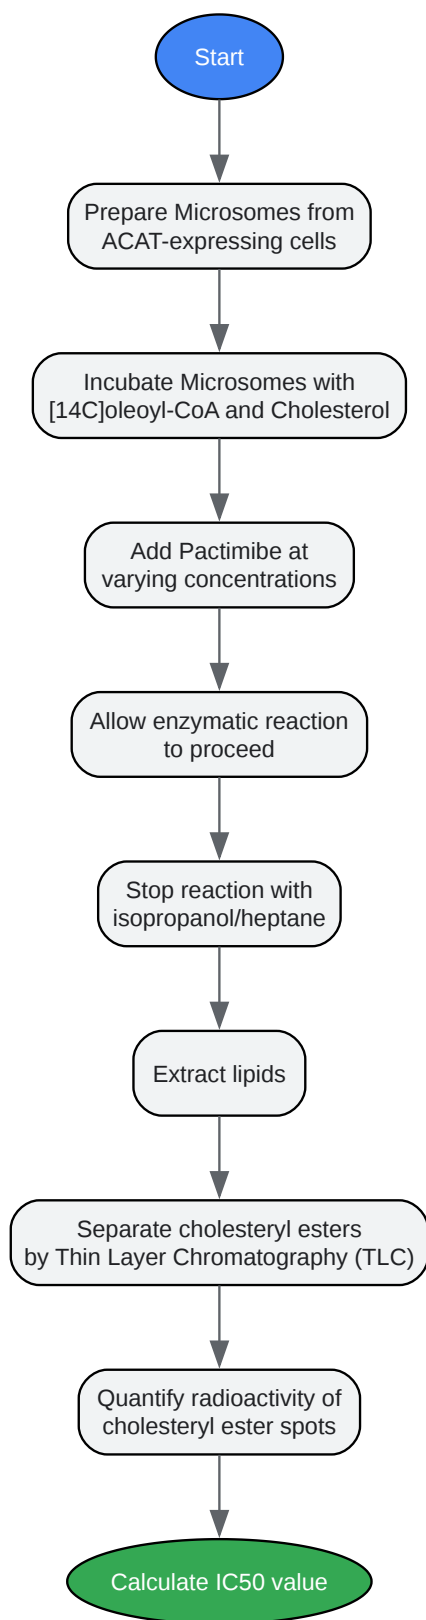 Start
Prepare Microsomes from
ACAT-expressing cells
Incubate Microsomes with
[14C]oleoyl-CoA and Cholesterol
Add Pactimibe at
varying concentrations
Allow enzymatic reaction
to proceed
Stop reaction with
isopropanol/heptane
Extract lipids
Separate cholesteryl esters
by Thin Layer Chromatography (TLC)
Quantify radioactivity of
cholesteryl ester spots
Calculate IC50 value